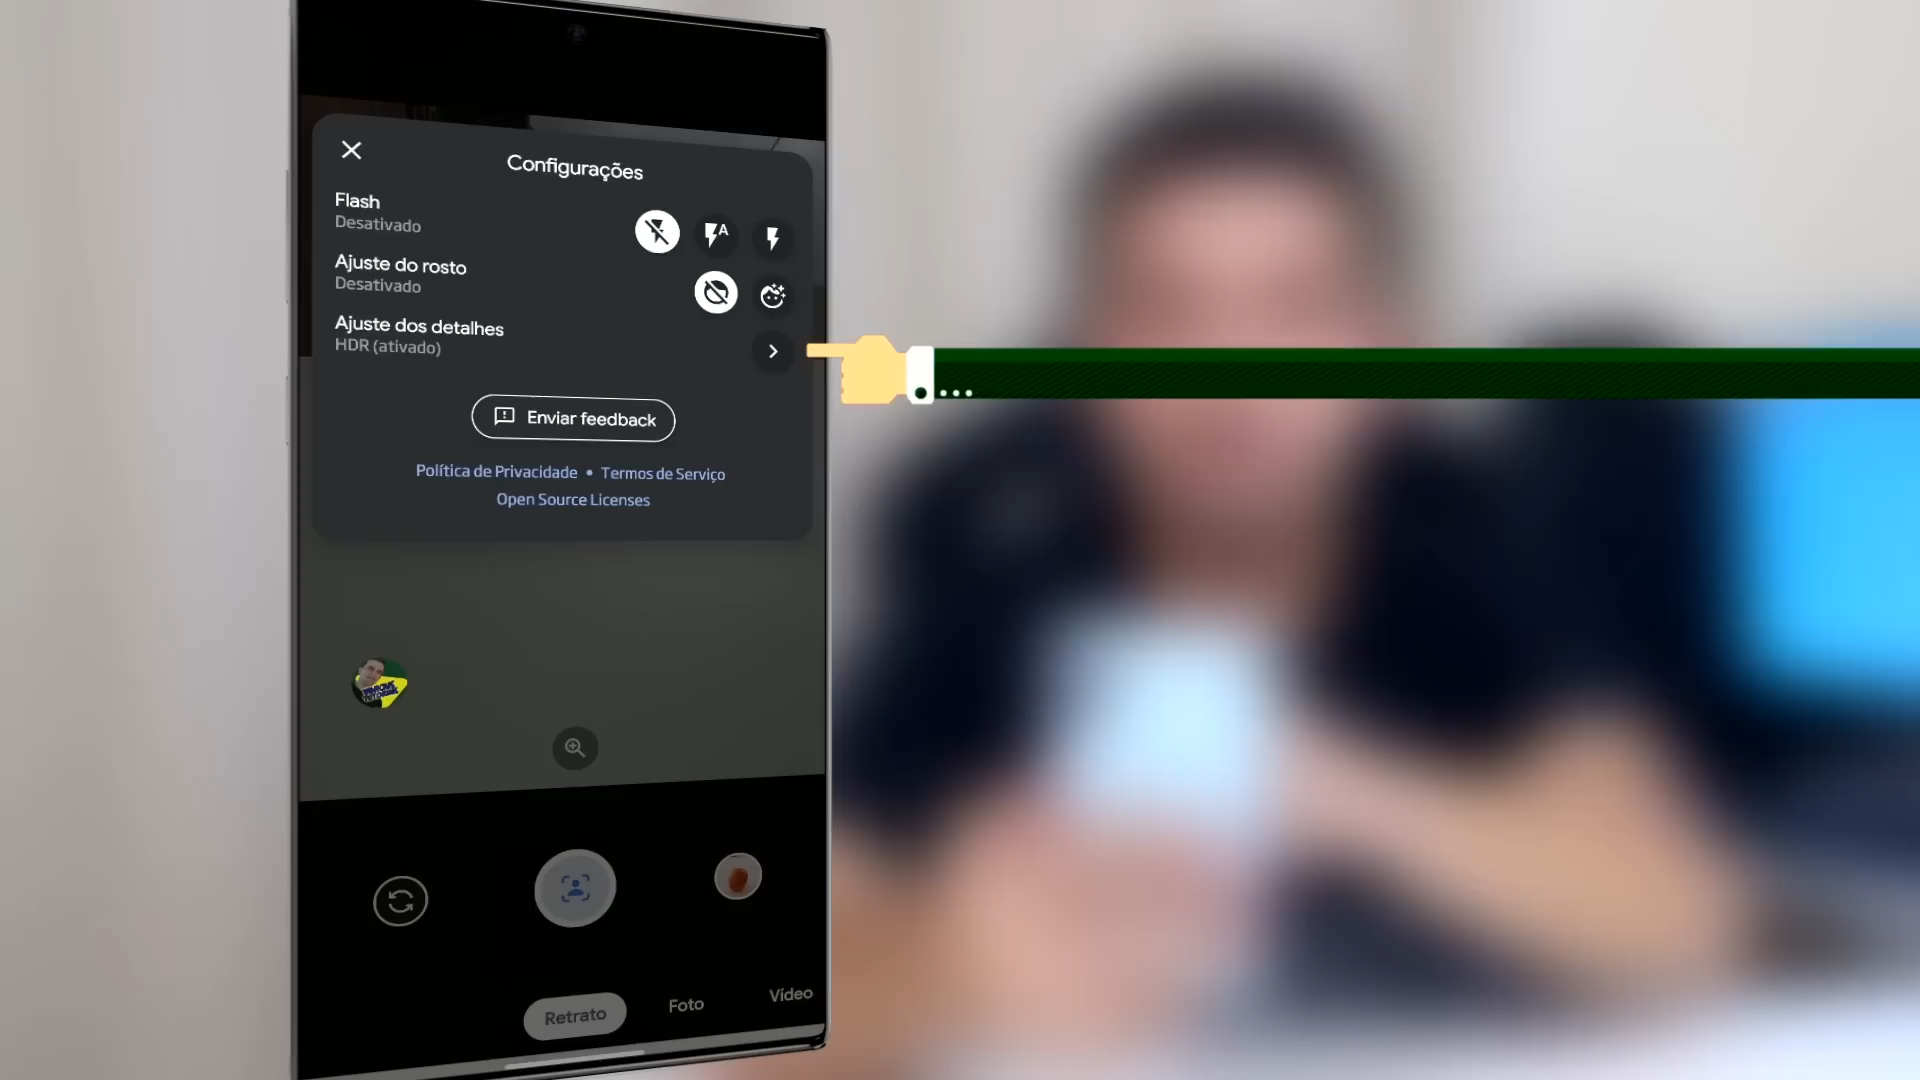 Configurações
Flash
Desativado
A
Ajuste do rosto
Desativado
Ajuste dos detalhes
HDR (ativado)
Enviar feedback
Política de Privacidade • Termos de Serviço
Open Source Licenses
Retrato
Foto
Vídeo